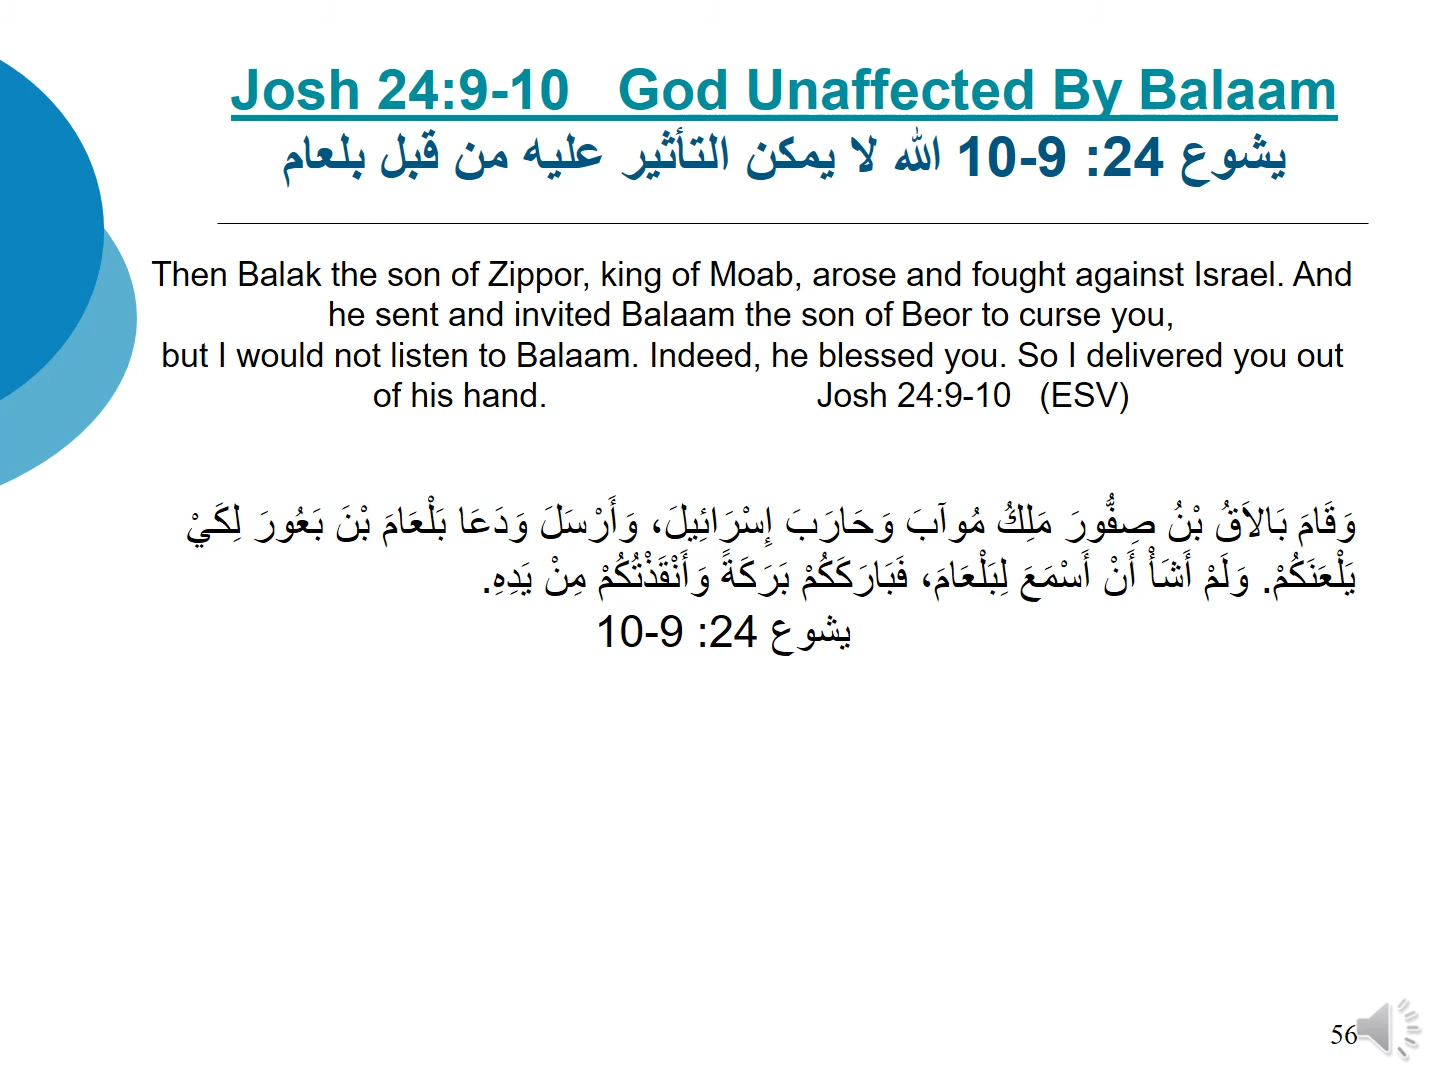 Josh 24:9-10   God Unaffected By Balaam
يشوع 24: 9-10 الله لا يمكن التأثير عليه من قبل بلعام
Then Balak the son of Zippor, king of Moab, arose and fought against Israel. And
he sent and invited Balaam the son of Beor to curse you,
but I would not listen to Balaam. Indeed, he blessed you. So I delivered you out
of his hand.   Josh 24:9-10   (ESV)
وَقَامَ بَالاَقُ بْنُ صِفُّورَ مَلِكُ مُوآبَ وَحَارَبَ إِسْرَائِيلَ، وَأَرْسَلَ وَدَعَا بَلْعَامَ بْنَ بَعُورَ لِكَيْ
يَلْعَنَكُمْ. وَلَمْ أَشَأْ أَنْ أَسْمَعَ لِبَلْعَامَ، فَبَارَكَكُمْ بَرَكَةً وَأَنْقَذْتُكُمْ مِنْ يَدِهِ.
يشوع 24: 9-10
56